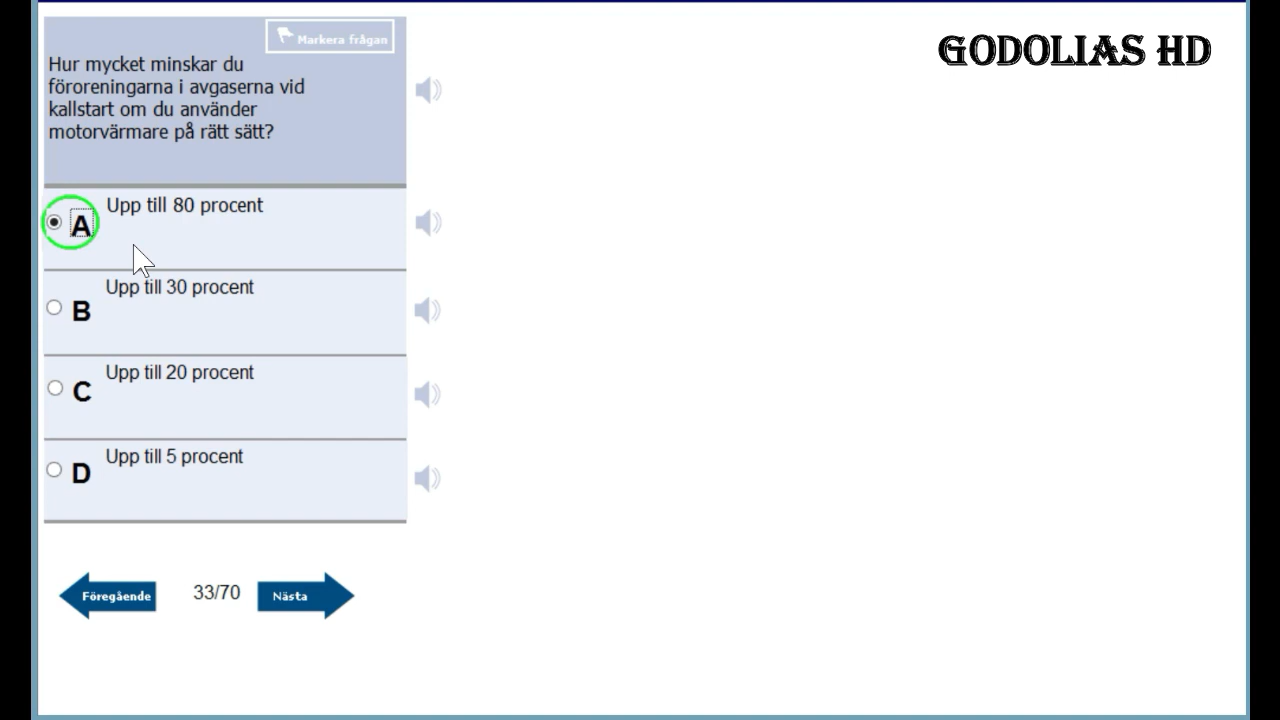 Markera frågan
GODOLIAS HD
Hur mycket minskar du
föroreningarna i avgaserna vid
kallstart om du använder
motorvärmare på rätt sätt?
A Upp till 80 procent
B Upp till 30 procent
C Upp till 20 procent
D Upp till 5 procent
Föregående 33/70 Nästa